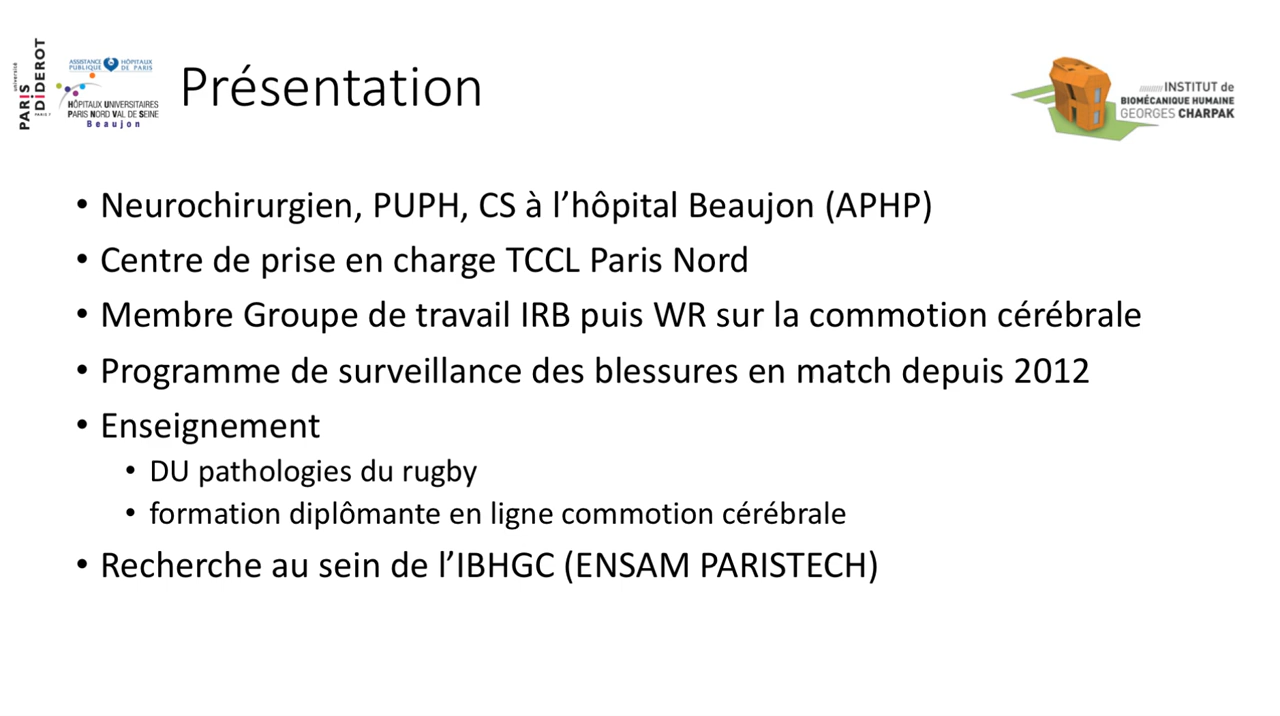 université
PARIS
DiDEROT
PARIS 7
ASSISTANCE PUBLIQUE
HÔPITAUX DE PARIS
HÔPITAUX UNIVERSITAIRES
PARIS NORD VAL DE SEINE
Beaujon
Présentation
INSTITUT de
BIOMÉCANIQUE HUMAINE
GEORGES CHARPAK
• Neurochirurgien, PUPH, CS à l’hôpital Beaujon (APHP)
• Centre de prise en charge TCCL Paris Nord
• Membre Groupe de travail IRB puis WR sur la commotion cérébrale
• Programme de surveillance des blessures en match depuis 2012
• Enseignement
• DU pathologies du rugby
• formation diplômante en ligne commotion cérébrale
• Recherche au sein de l’IBHGC (ENSAM PARISTECH)